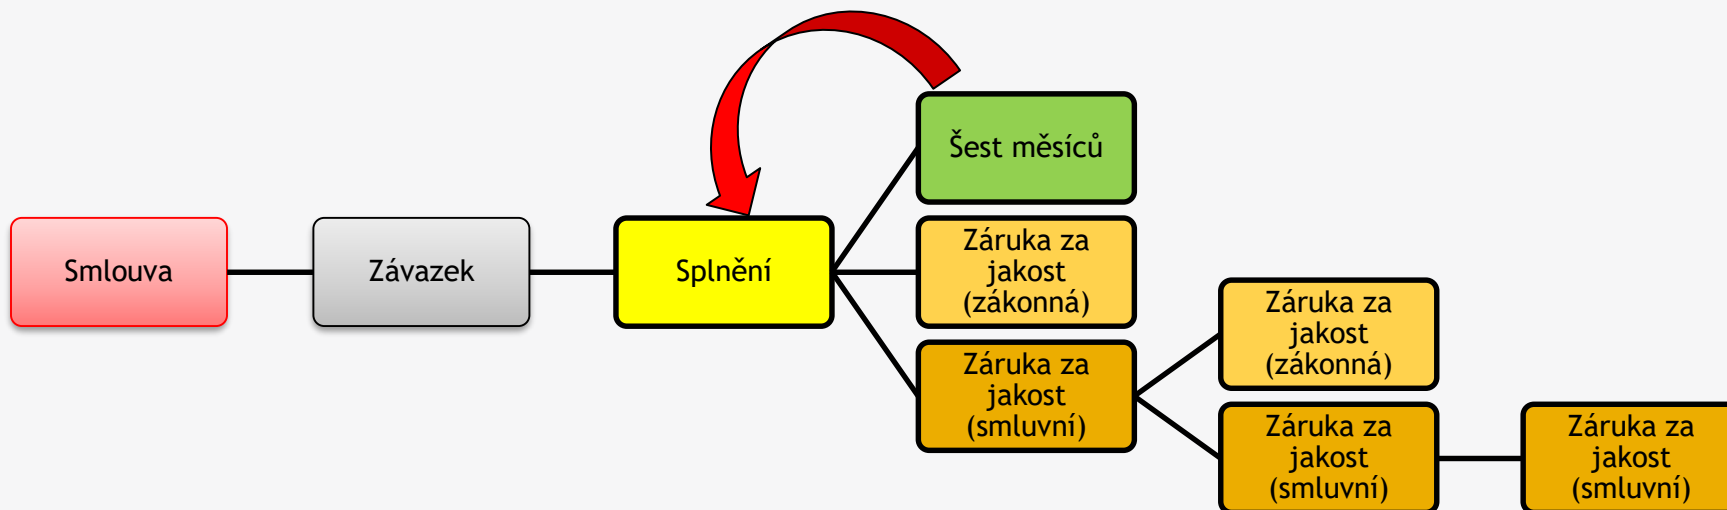 Smlouva
Závazek
Splnění
Šest měsíců
Záruka za
jakost
(zákonná)
Záruka za
jakost
(smluvní)
Záruka za
jakost
(zákonná)
Záruka za
jakost
(smluvní)
Záruka za
jakost
(smluvní)